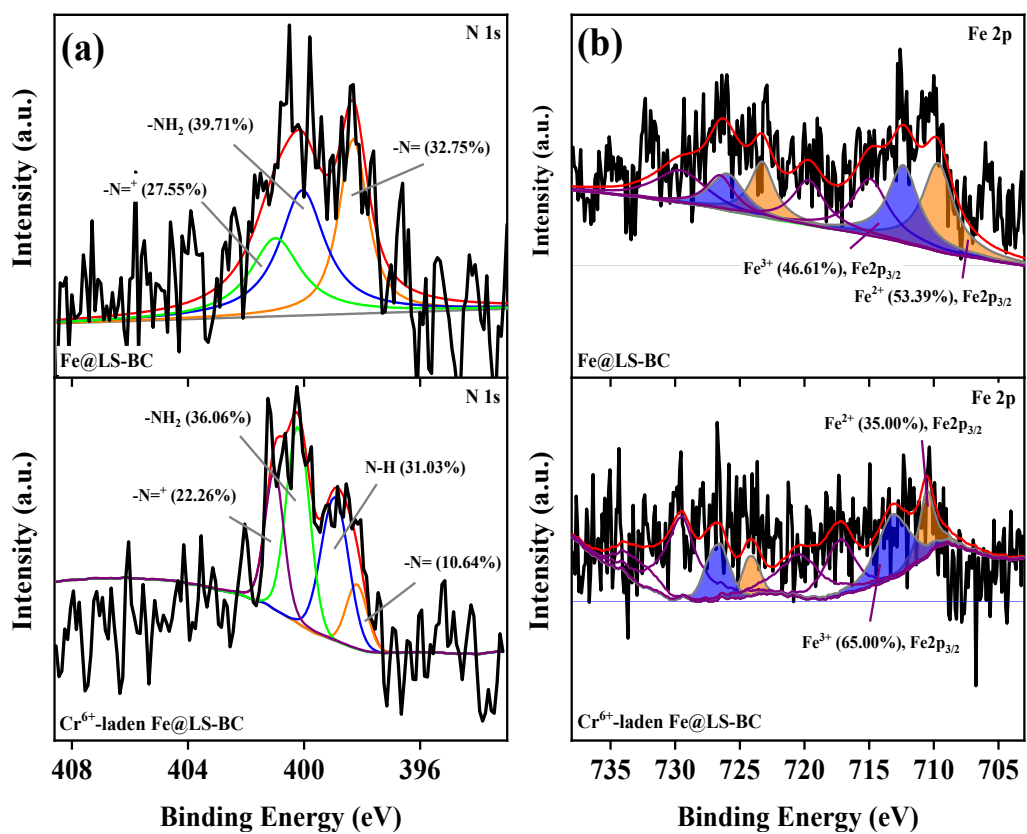 (a)
N 1s
-NH₂ (39.71%)
-N= (32.75%)
-N=⁺ (27.55%)
Fe@LS-BC
Intensity (a.u.)
N 1s
-NH₂ (36.06%)
N-H (31.03%)
-N=⁺ (22.26%)
-N= (10.64%)
Cr⁶⁺-laden Fe@LS-BC
Intensity (a.u.)
408 404 400 396
Binding Energy (eV)
(b)
Fe 2p
Fe³⁺ (46.61%), Fe2p₃/₂
Fe²⁺ (53.39%), Fe2p₃/₂
Fe@LS-BC
Intensity (a.u.)
Fe 2p
Fe²⁺ (35.00%), Fe2p₃/₂
Fe³⁺ (65.00%), Fe2p₃/₂
Cr⁶⁺-laden Fe@LS-BC
Intensity (a.u.)
735 730 725 720 715 710 705
Binding Energy (eV)